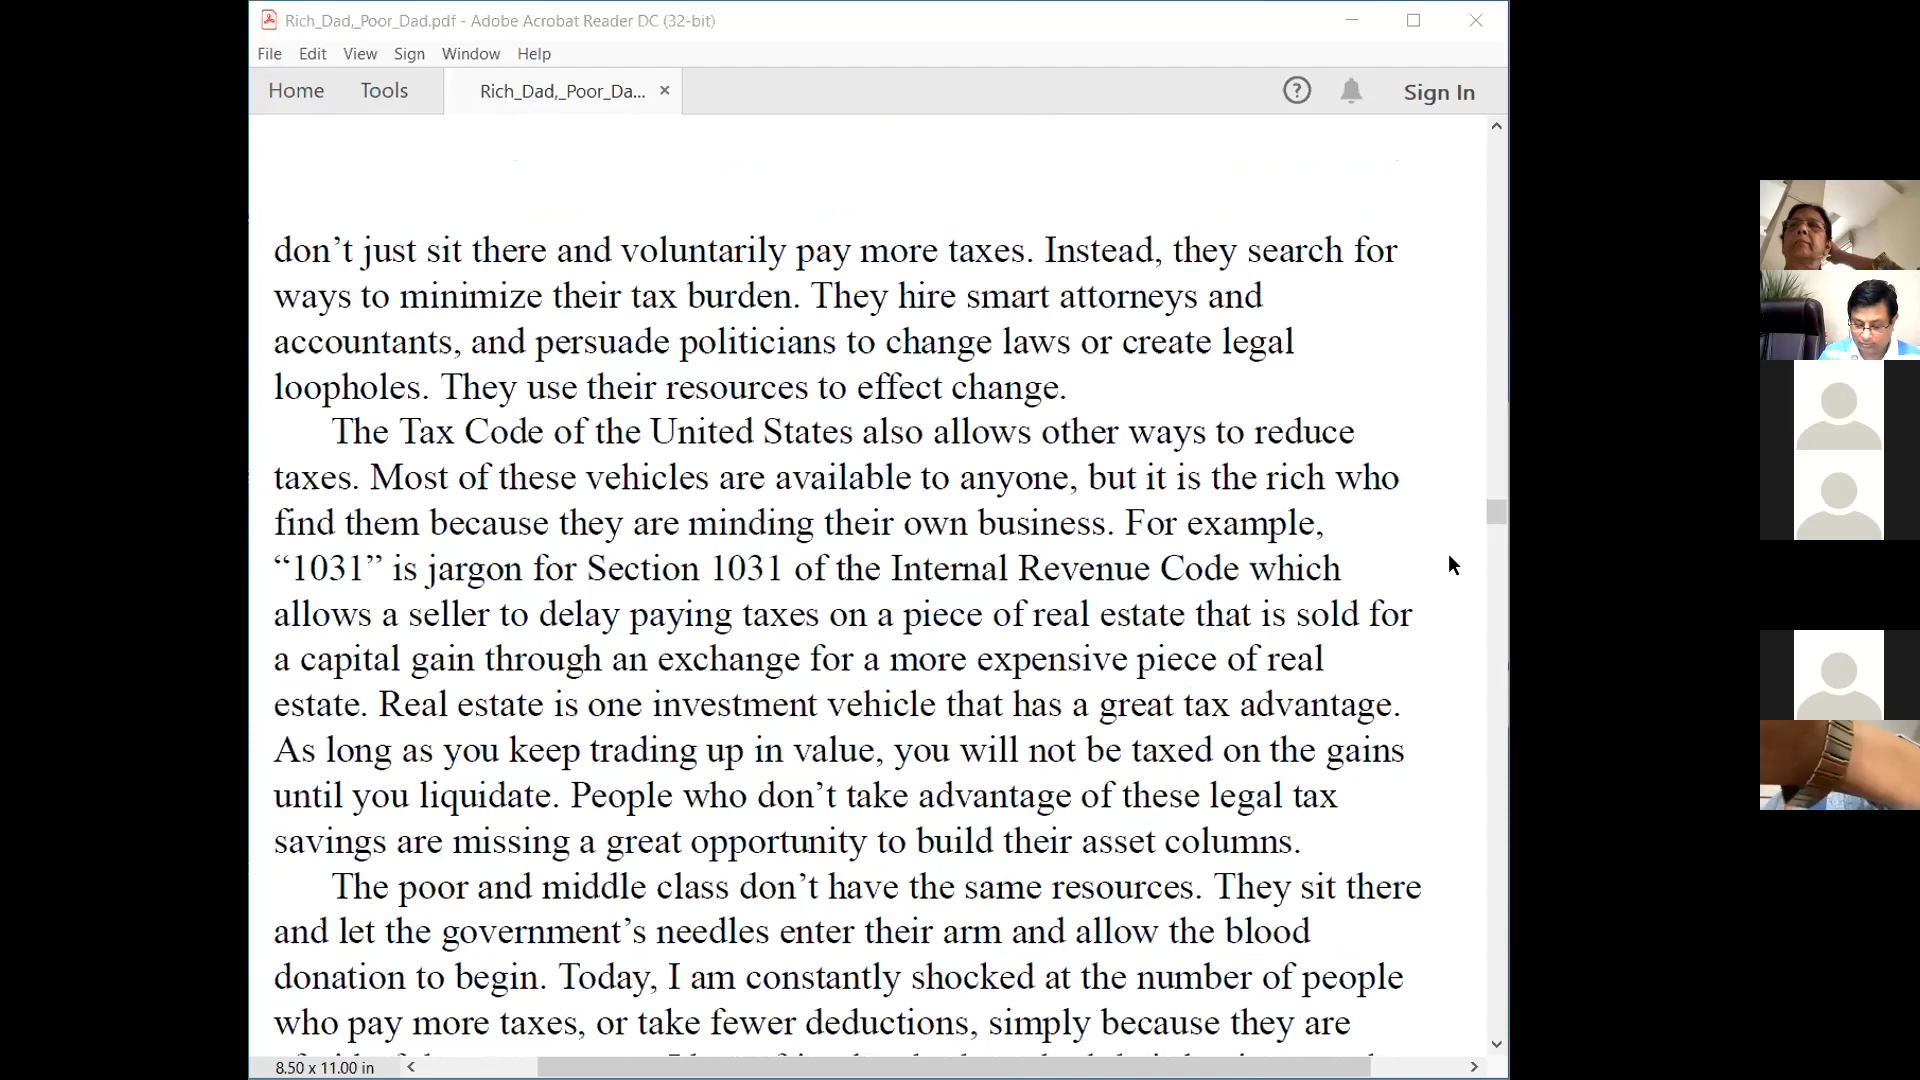 Rich_Dad,_Poor_Dad.pdf - Adobe Acrobat Reader DC (32-bit)
File Edit View Sign Window Help
Home Tools Rich_Dad,_Poor_Da... × ? Sign In
don’t just sit there and voluntarily pay more taxes. Instead, they search for
ways to minimize their tax burden. They hire smart attorneys and
accountants, and persuade politicians to change laws or create legal
loopholes. They use their resources to effect change.
The Tax Code of the United States also allows other ways to reduce
taxes. Most of these vehicles are available to anyone, but it is the rich who
find them because they are minding their own business. For example,
“1031” is jargon for Section 1031 of the Internal Revenue Code which
allows a seller to delay paying taxes on a piece of real estate that is sold for
a capital gain through an exchange for a more expensive piece of real
estate. Real estate is one investment vehicle that has a great tax advantage.
As long as you keep trading up in value, you will not be taxed on the gains
until you liquidate. People who don’t take advantage of these legal tax
savings are missing a great opportunity to build their asset columns.
The poor and middle class don’t have the same resources. They sit there
and let the government’s needles enter their arm and allow the blood
donation to begin. Today, I am constantly shocked at the number of people
who pay more taxes, or take fewer deductions, simply because they are
8.50 x 11.00 in